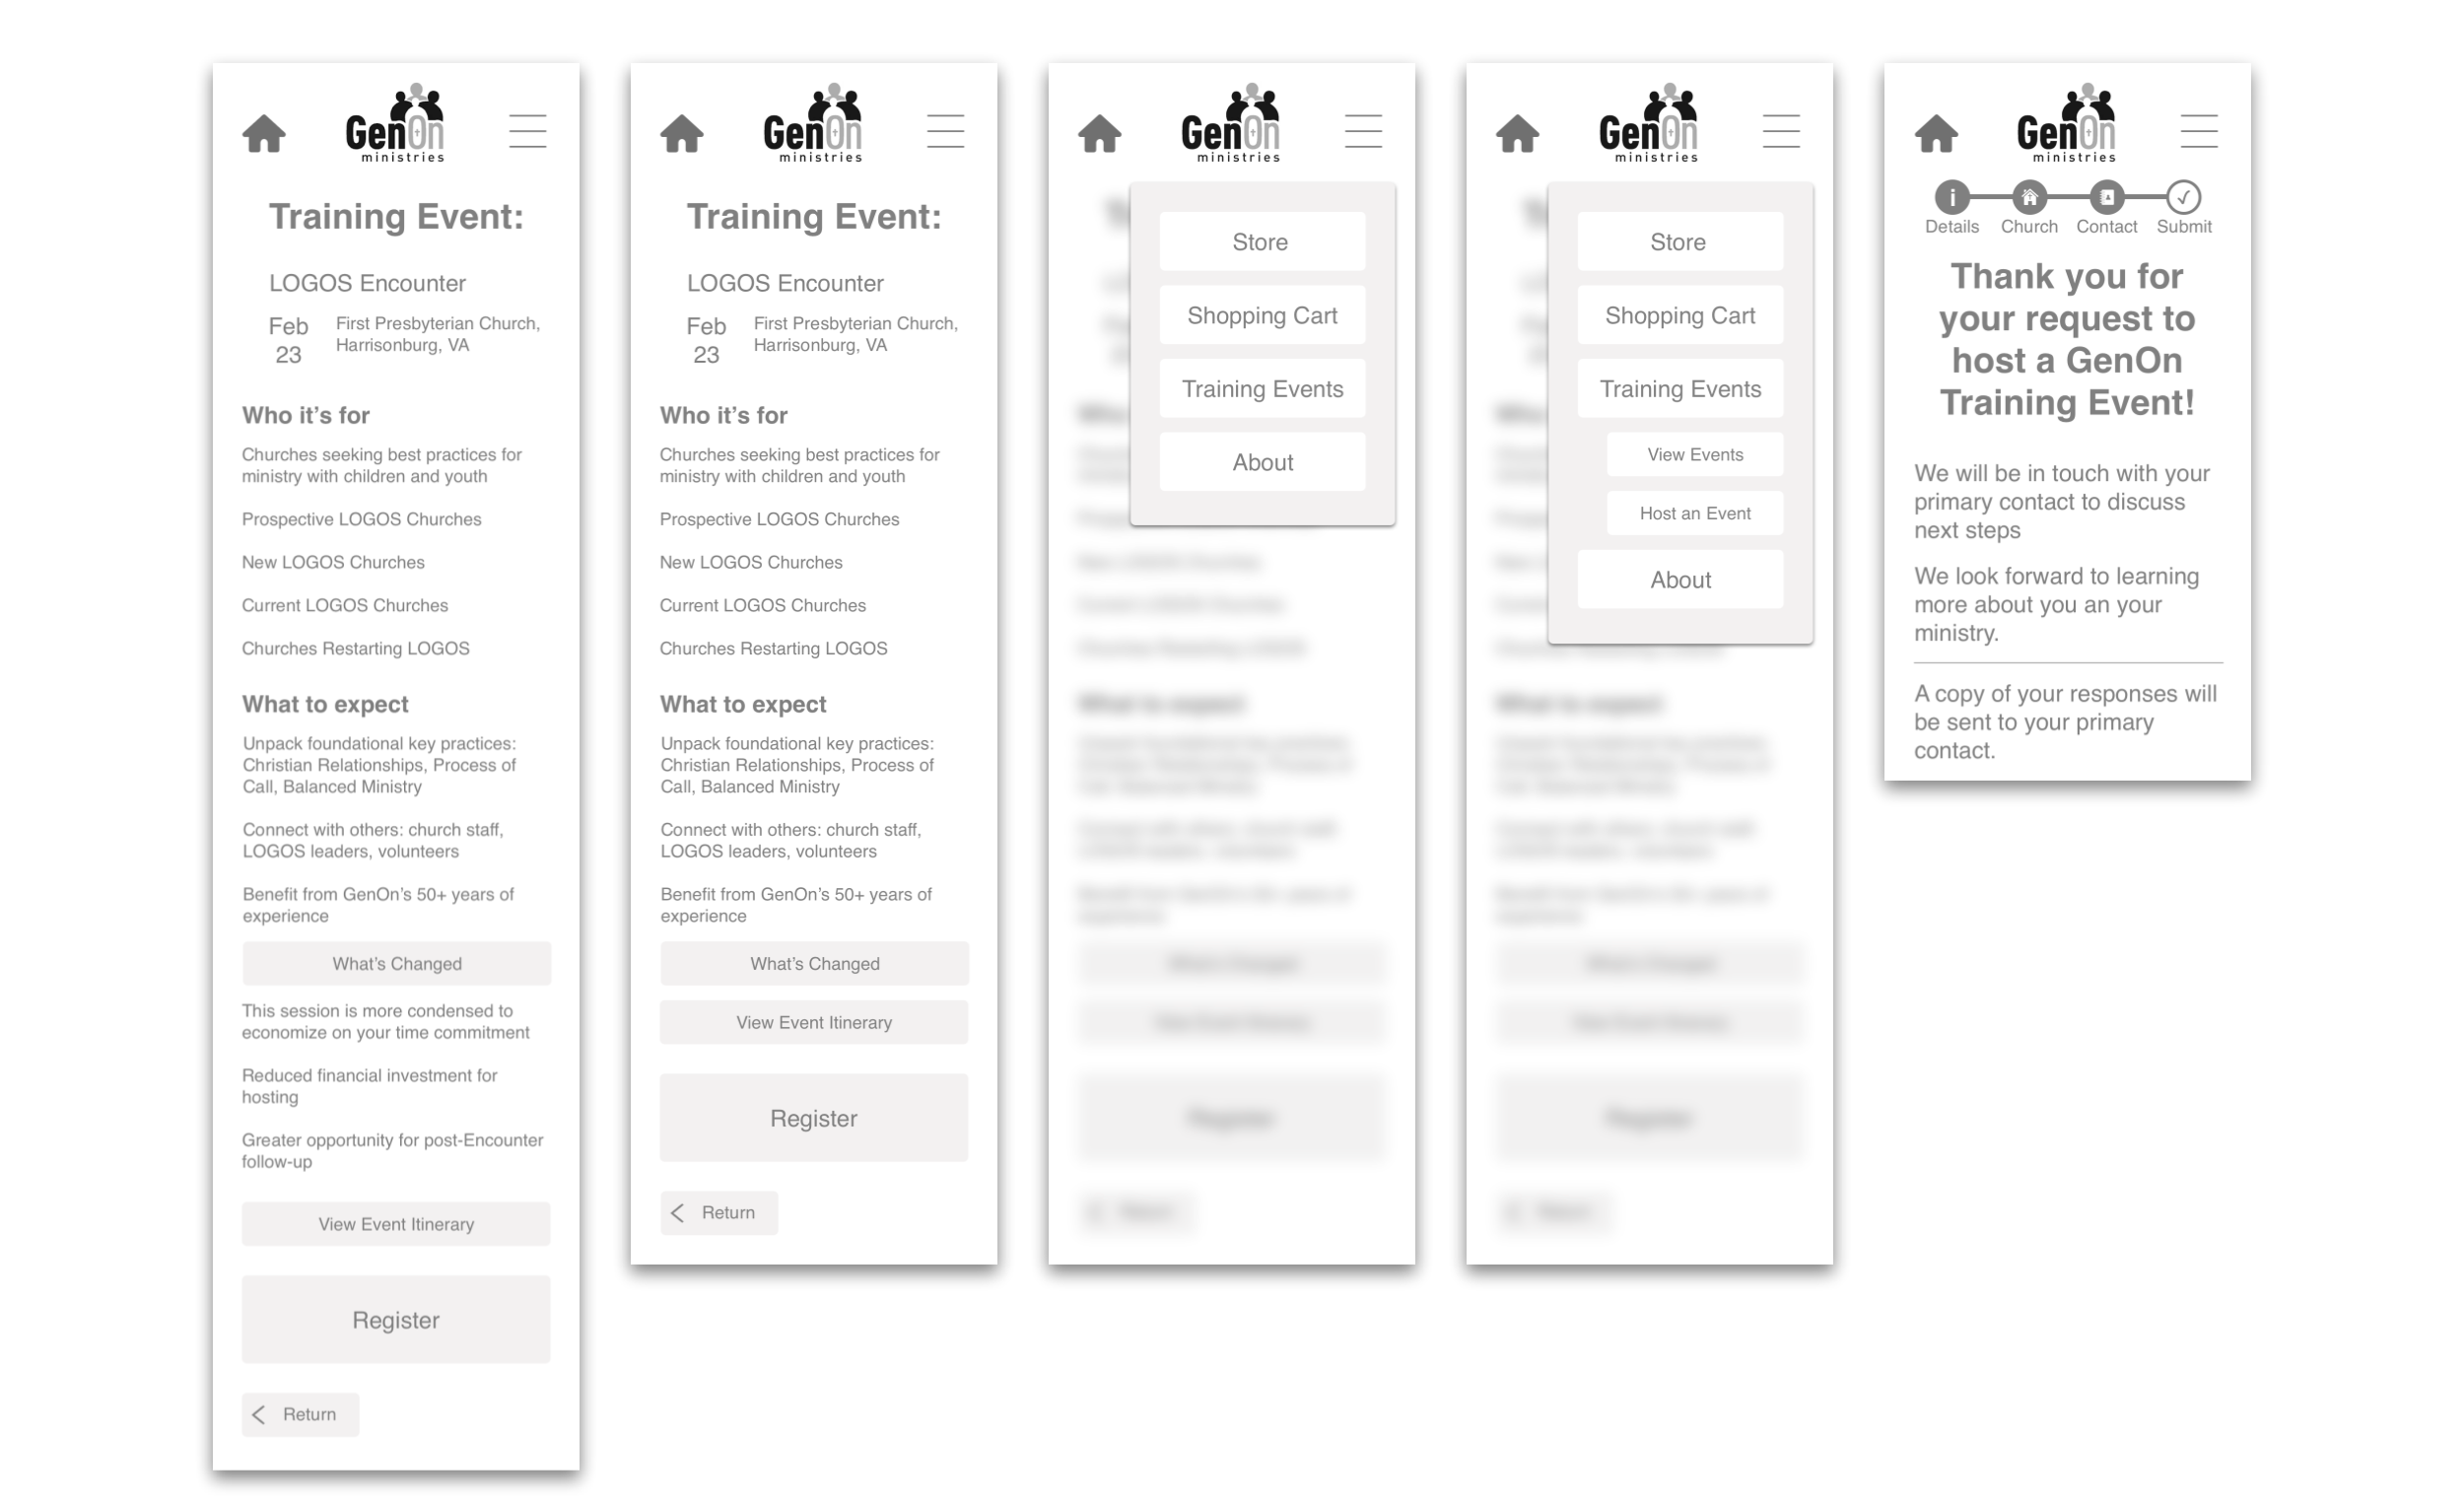 GenOn
ministries
Training Event:
LOGOS Encounter
Feb
23
First Presbyterian Church,
Harrisonburg, VA
Who it’s for
Churches seeking best practices for
ministry with children and youth
Prospective LOGOS Churches
New LOGOS Churches
Current LOGOS Churches
Churches Restarting LOGOS
What to expect
Unpack foundational key practices:
Christian Relationships, Process of
Call, Balanced Ministry
Connect with others: church staff,
LOGOS leaders, volunteers
Benefit from GenOn’s 50+ years of
experience
What’s Changed
This session is more condensed to
economize on your time commitment
Reduced financial investment for
hosting
Greater opportunity for post-Encounter
follow-up
View Event Itinerary
Register
Return
GenOn
ministries
Training Event:
LOGOS Encounter
Feb
23
First Presbyterian Church,
Harrisonburg, VA
Who it’s for
Churches seeking best practices for
ministry with children and youth
Prospective LOGOS Churches
New LOGOS Churches
Current LOGOS Churches
Churches Restarting LOGOS
What to expect
Unpack foundational key practices:
Christian Relationships, Process of
Call, Balanced Ministry
Connect with others: church staff,
LOGOS leaders, volunteers
Benefit from GenOn’s 50+ years of
experience
What’s Changed
View Event Itinerary
Register
Return
GenOn
ministries
Store
Shopping Cart
Training Events
About
GenOn
ministries
Store
Shopping Cart
Training Events
View Events
Host an Event
About
GenOn
ministries
Details Church Contact Submit
Thank you for
your request to
host a GenOn
Training Event!
We will be in touch with your
primary contact to discuss
next steps
We look forward to learning
more about you an your
ministry.
A copy of your responses will
be sent to your primary
contact.